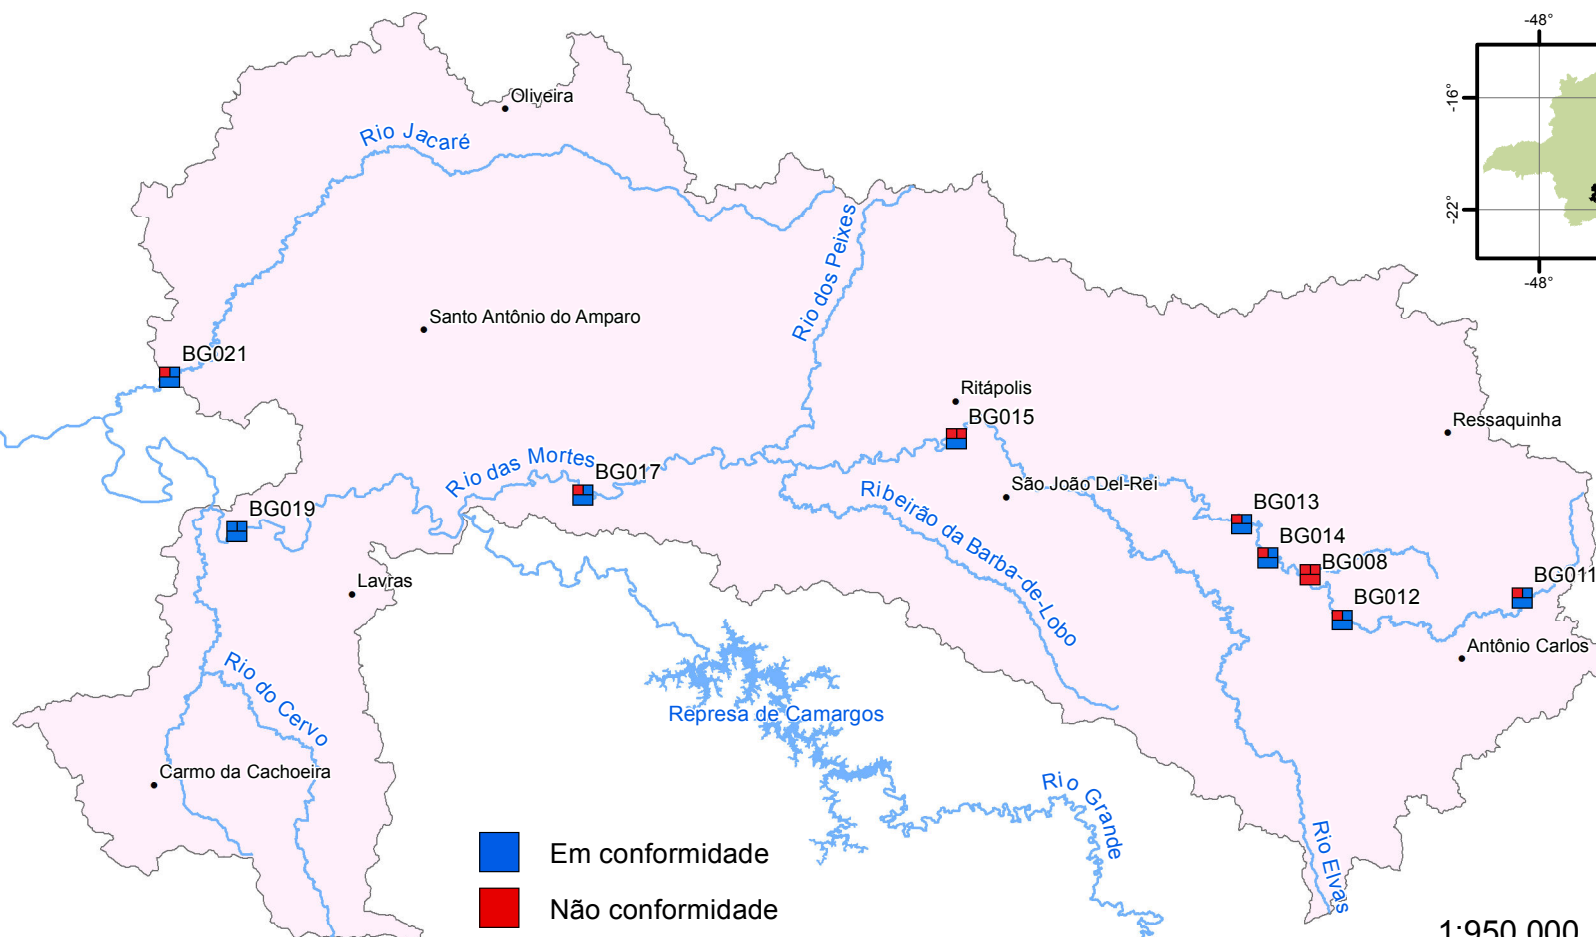 -48°
-16°
-22°
-48°
Oliveira
Rio Jacaré
Rio dos Peixes
Santo Antônio do Amparo
BG021
Ritápolis
BG015
Ressaquinha
Rio das Mortes
BG017
São João Del-Rei
BG019
Ribeirão da Barba-de-Lobo
BG013
BG014
BG008
BG011
BG012
Lavras
Antônio Carlos
Rio do Cervo
Represa de Camargos
Carmo da Cachoeira
Rio Grande
Rio Elvas
Em conformidade
Não conformidade
1:950.000